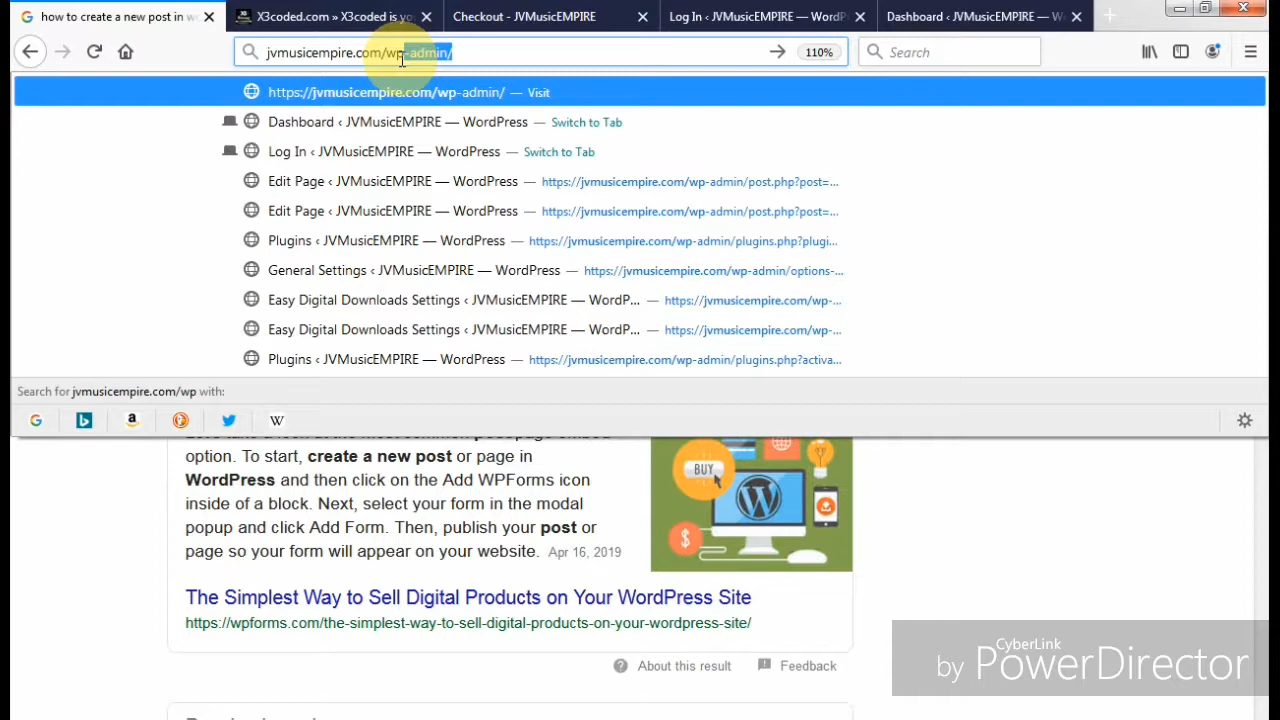 how to create a new post in wo
X3coded.com » X3coded is yo
Checkout - JVMusicEMPIRE
Log In ‹ JVMusicEMPIRE — WordP
Dashboard ‹ JVMusicEMPIRE — W
jvmusicempire.com/wp-admin/
110%
Search
https://jvmusicempire.com/wp-admin/ — Visit
Dashboard ‹ JVMusicEMPIRE — WordPress — Switch to Tab
Log In ‹ JVMusicEMPIRE — WordPress — Switch to Tab
Edit Page ‹ JVMusicEMPIRE — WordPress — https://jvmusicempire.com/wp-admin/post.php?post=...
Edit Page ‹ JVMusicEMPIRE — WordPress — https://jvmusicempire.com/wp-admin/post.php?post=...
Plugins ‹ JVMusicEMPIRE — WordPress — https://jvmusicempire.com/wp-admin/plugins.php?plugi...
General Settings ‹ JVMusicEMPIRE — WordPress — https://jvmusicempire.com/wp-admin/options-...
Easy Digital Downloads Settings ‹ JVMusicEMPIRE — WordP... — https://jvmusicempire.com/wp-...
Easy Digital Downloads Settings ‹ JVMusicEMPIRE — WordP... — https://jvmusicempire.com/wp-...
Plugins ‹ JVMusicEMPIRE — WordPress — https://jvmusicempire.com/wp-admin/plugins.php?activa...
Search for jvmusicempire.com/wp with:
option. To start, create a new post or page in
WordPress and then click on the Add WPForms icon
inside of a block. Next, select your form in the modal
popup and click Add Form. Then, publish your post or
page so your form will appear on your website. Apr 16, 2019
BUY
The Simplest Way to Sell Digital Products on Your WordPress Site
https://wpforms.com/the-simplest-way-to-sell-digital-products-on-your-wordpress-site/
About this result
Feedback
CyberLink
by PowerDirector